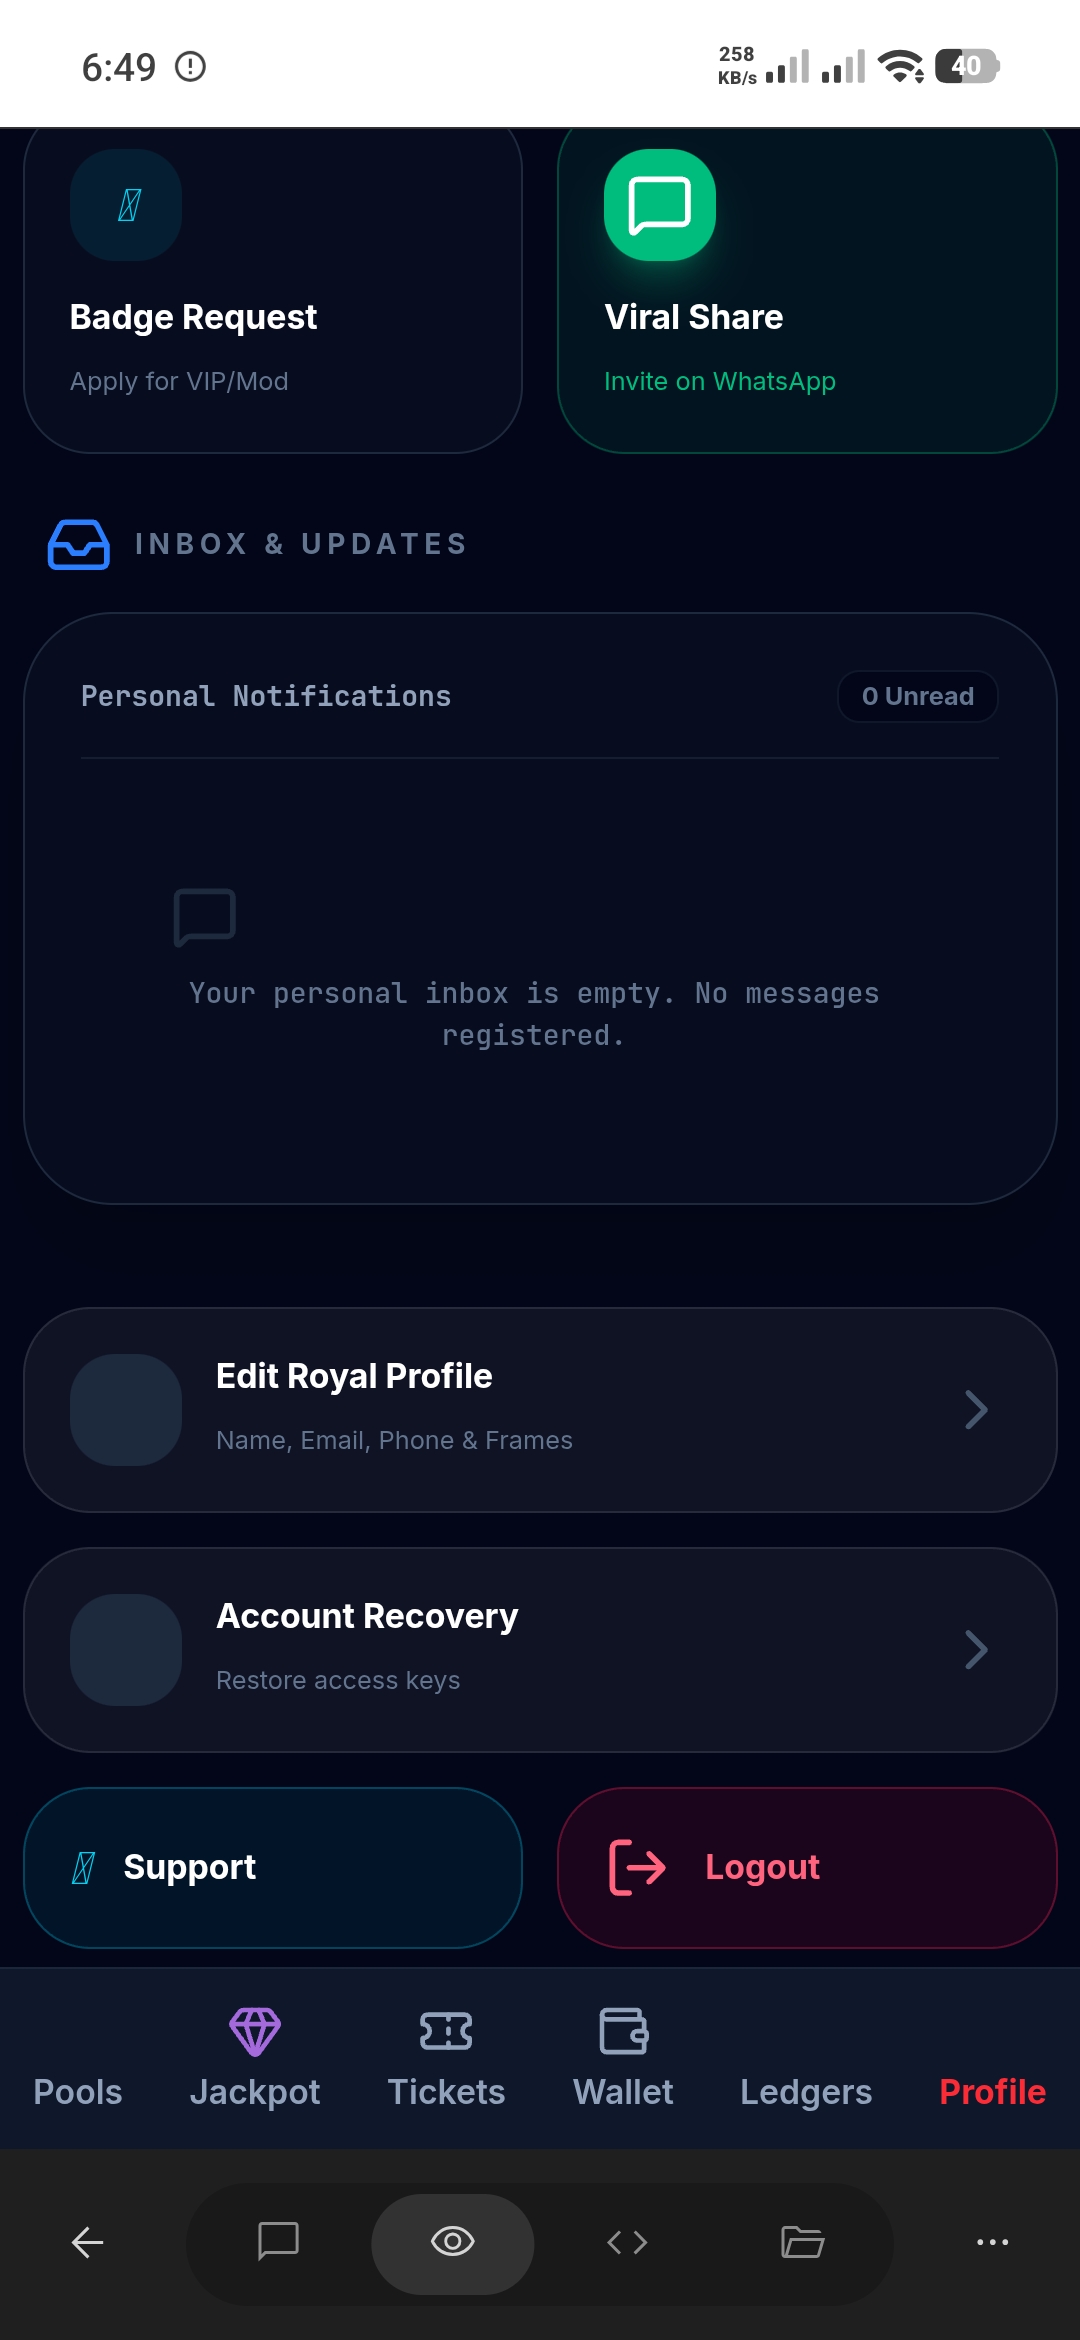 6:49
258
KB/s
40
Badge Request
Viral Share
Apply for VIP/Mod
Invite on WhatsApp
INBOX & UPDATES
Personal Notifications
0 Unread
Your personal inbox is empty. No messages
registered.
Edit Royal Profile
Name, Email, Phone & Frames
Account Recovery
Restore access keys
Support
Logout
Pools
Jackpot
Tickets
Wallet
Ledgers
Profile